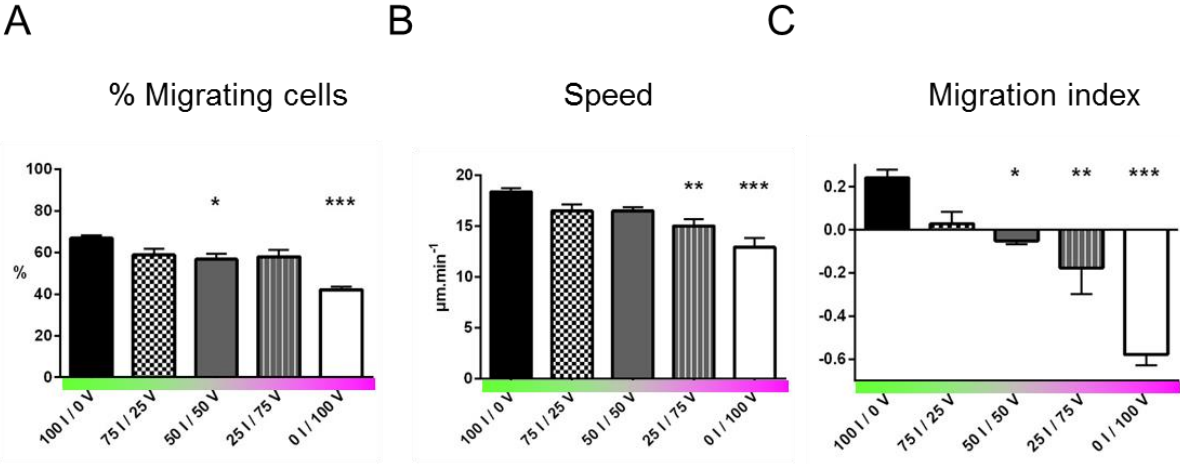 A
B
C
% Migrating cells
Speed
Migration index
100
80
60
40
20
0
%
*
***
100 I / 0 V
75 I / 25 V
50 I / 50 V
25 I / 75 V
0 I / 100 V
20
15
10
5
0
µm.min⁻¹
**
***
100 I / 0 V
75 I / 25 V
50 I / 50 V
25 I / 75 V
0 I / 100 V
0.2
0.0
-0.2
-0.4
-0.6
*
**
***
100 I / 0 V
75 I / 25 V
50 I / 50 V
25 I / 75 V
0 I / 100 V